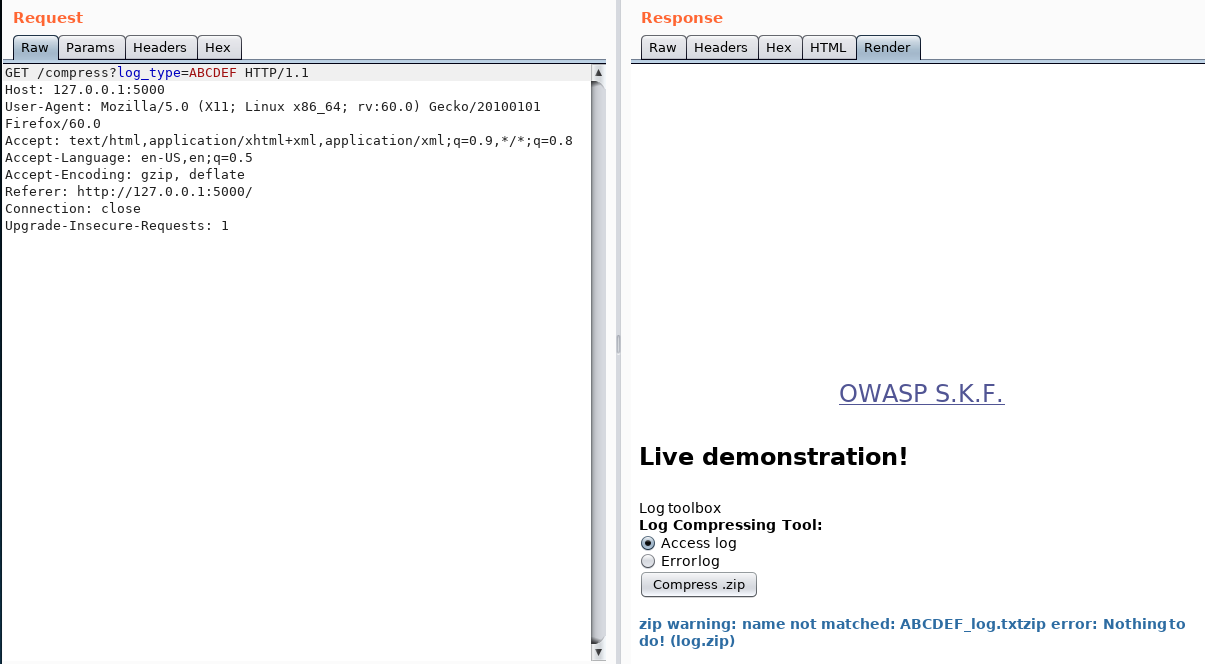 Request
Raw Params Headers Hex
GET /compress?log_type=ABCDEF HTTP/1.1
Host: 127.0.0.1:5000
User-Agent: Mozilla/5.0 (X11; Linux x86_64; rv:60.0) Gecko/20100101
Firefox/60.0
Accept: text/html,application/xhtml+xml,application/xml;q=0.9,*/*;q=0.8
Accept-Language: en-US,en;q=0.5
Accept-Encoding: gzip, deflate
Referer: http://127.0.0.1:5000/
Connection: close
Upgrade-Insecure-Requests: 1
Response
Raw Headers Hex HTML Render
OWASP S.K.F.
Live demonstration!
Log toolbox
Log Compressing Tool:
Access log
Errorlog
Compress .zip
zip warning: name not matched: ABCDEF_log.txtzip error: Nothing to
do! (log.zip)